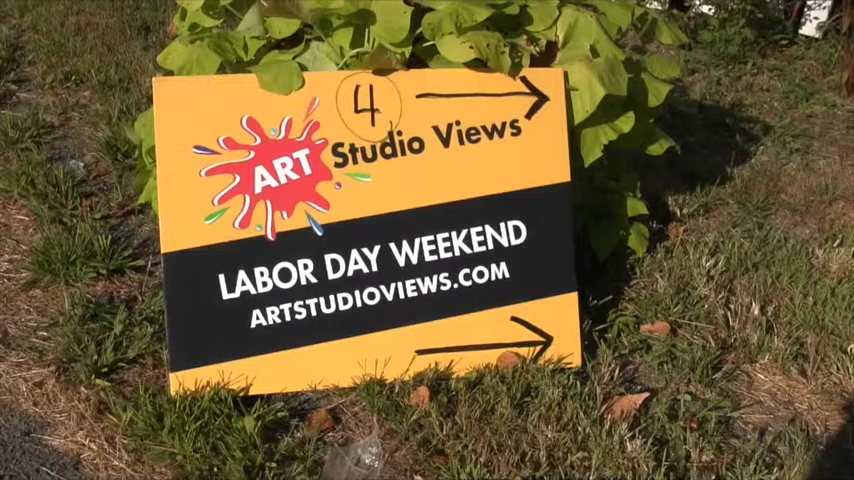 4
ART Studio Views
LABOR DAY WEEKEND
ARTSTUDIOVIEWS.COM